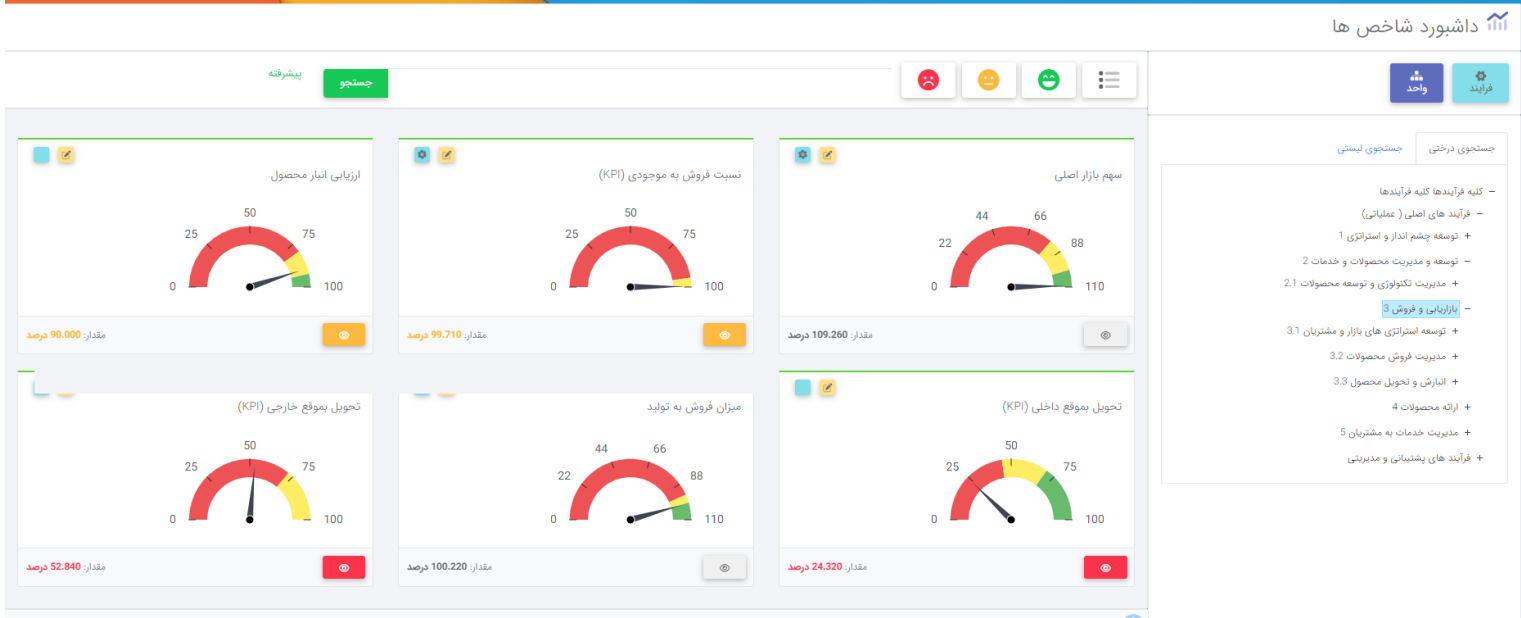 داشبورد شاخص ها
فرایند
واحد
جستجو
پیشرفته
جستجوی درختی
جستجوی لیستی
– کلیه فرآیندها کلیه فرآیندها
– فرآیند های اصلی ( عملیاتی)
+ توسعه چشم انداز و استراتژی 1
– توسعه و مدیریت محصولات و خدمات 2
+ مدیریت تکنولوژی و توسعه محصولات 2.1
– بازاریابی و فروش 3
+ توسعه استراتژی های بازار و مشتریان 3.1
+ مدیریت فروش محصولات 3.2
+ انبارش و تحویل محصول 3.3
+ ارائه محصولات 4
+ مدیریت خدمات به مشتریان 5
+ فرآیند های پشتیبانی و مدیریتی
سهم بازار اصلی
0 22 44 66 88 110
مقدار: 109.260 درصد
نسبت فروش به موجودی (KPI)
0 25 50 75 100
مقدار: 99.710 درصد
ارزیابی انبار محصول
0 25 50 75 100
مقدار: 90.000 درصد
تحویل بموقع داخلی (KPI)
0 25 50 75 100
مقدار: 24.320 درصد
میزان فروش به تولید
0 22 44 66 88 110
مقدار: 100.220 درصد
تحویل بموقع خارجی (KPI)
0 25 50 75 100
مقدار: 52.840 درصد